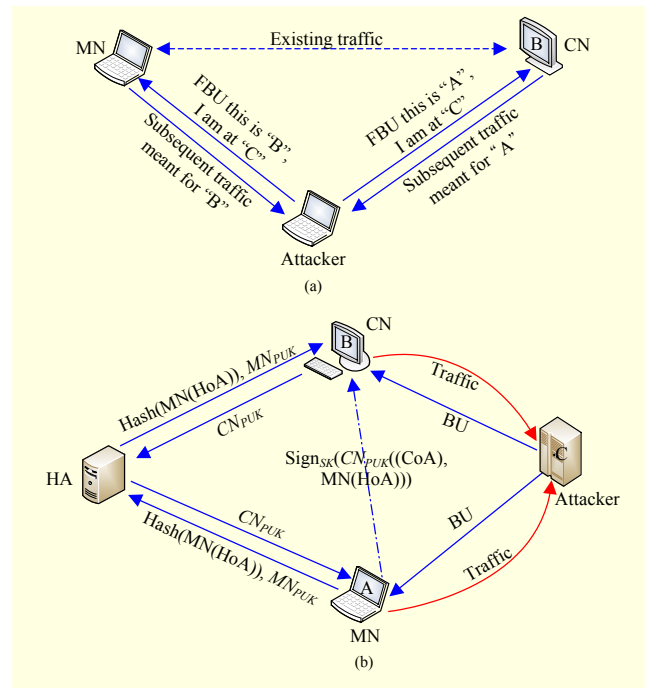 Existing traffic
MN
B
CN
FBU this is “B”,
I am at “C”
Subsequent traffic
meant for “B”
FBU this is “A”,
I am at “C”
Subsequent traffic
meant for “ A”
Attacker
(a)
CN
B
Traffic
Hash(MN(HoA)), MN_PUK
CN_PUK
BU
HA
Sign_SK(CN_PUK((CoA),
MN(HoA)))
C
Attacker
CN_PUK
Hash(MN(HoA)), MN_PUK
BU
Traffic
A
MN
(b)